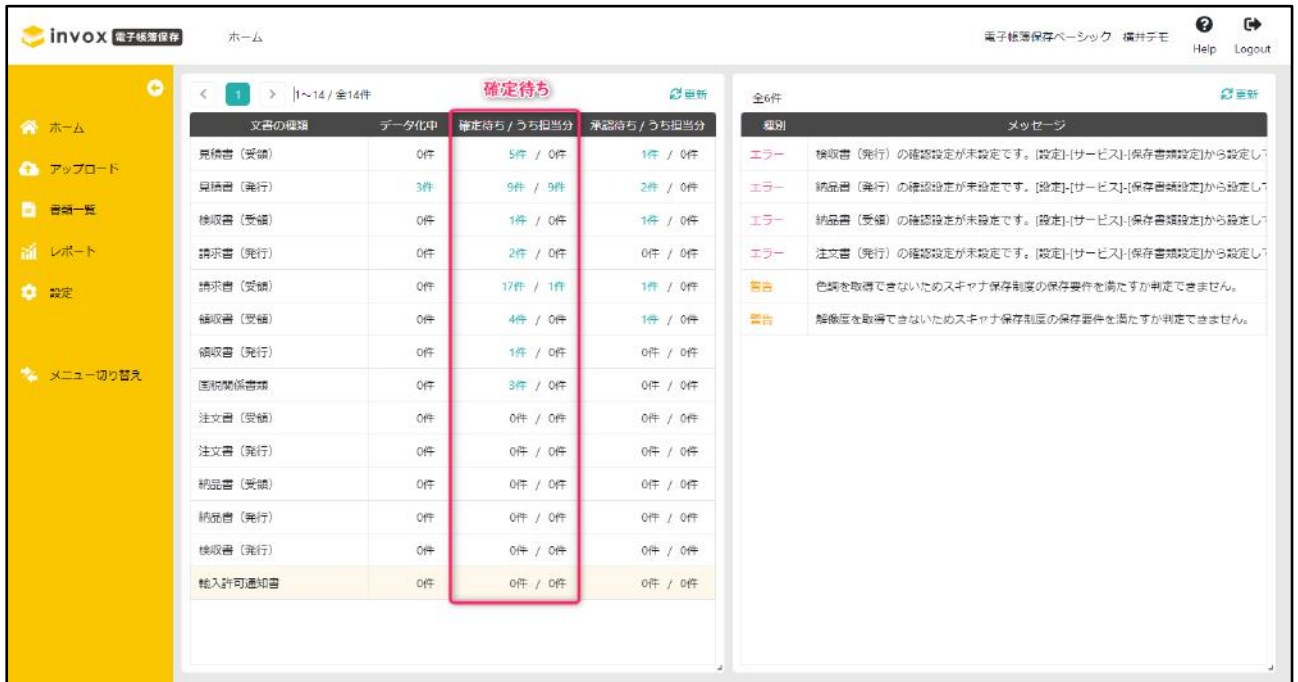 invox 電子帳簿保存
ホーム
電子帳簿保存ベーシック 横井デモ
Help
Logout
ホーム
アップロード
書類一覧
レポート
設定
メニュー切り替え
1 1～14 / 全14件
確定待ち
更新
文書の種類 データ化中 確定待ち / うち担当分 承認待ち / うち担当分
見積書（受領） 0件 5件 / 0件 1件 / 0件
見積書（発行） 3件 9件 / 9件 2件 / 0件
検収書（受領） 0件 1件 / 0件 1件 / 0件
請求書（発行） 0件 2件 / 0件 0件 / 0件
請求書（受領） 0件 17件 / 1件 1件 / 0件
領収書（受領） 0件 4件 / 0件 1件 / 0件
領収書（発行） 0件 1件 / 0件 0件 / 0件
国税関係書類 0件 3件 / 0件 0件 / 0件
注文書（受領） 0件 0件 / 0件 0件 / 0件
注文書（発行） 0件 0件 / 0件 0件 / 0件
納品書（受領） 0件 0件 / 0件 0件 / 0件
納品書（発行） 0件 0件 / 0件 0件 / 0件
検収書（発行） 0件 0件 / 0件 0件 / 0件
輸入許可通知書 0件 0件 / 0件 0件 / 0件
全6件
更新
種別 メッセージ
エラー 検収書（発行）の確認設定が未設定です。[設定]-[サービス]-[保存書類設定]から設定して
エラー 納品書（発行）の確認設定が未設定です。[設定]-[サービス]-[保存書類設定]から設定して
エラー 納品書（受領）の確認設定が未設定です。[設定]-[サービス]-[保存書類設定]から設定して
エラー 注文書（発行）の確認設定が未設定です。[設定]-[サービス]-[保存書類設定]から設定して
警告 色調を取得できないためスキャナ保存制度の保存要件を満たすか判定できません。
警告 解像度を取得できないためスキャナ保存制度の保存要件を満たすか判定できません。